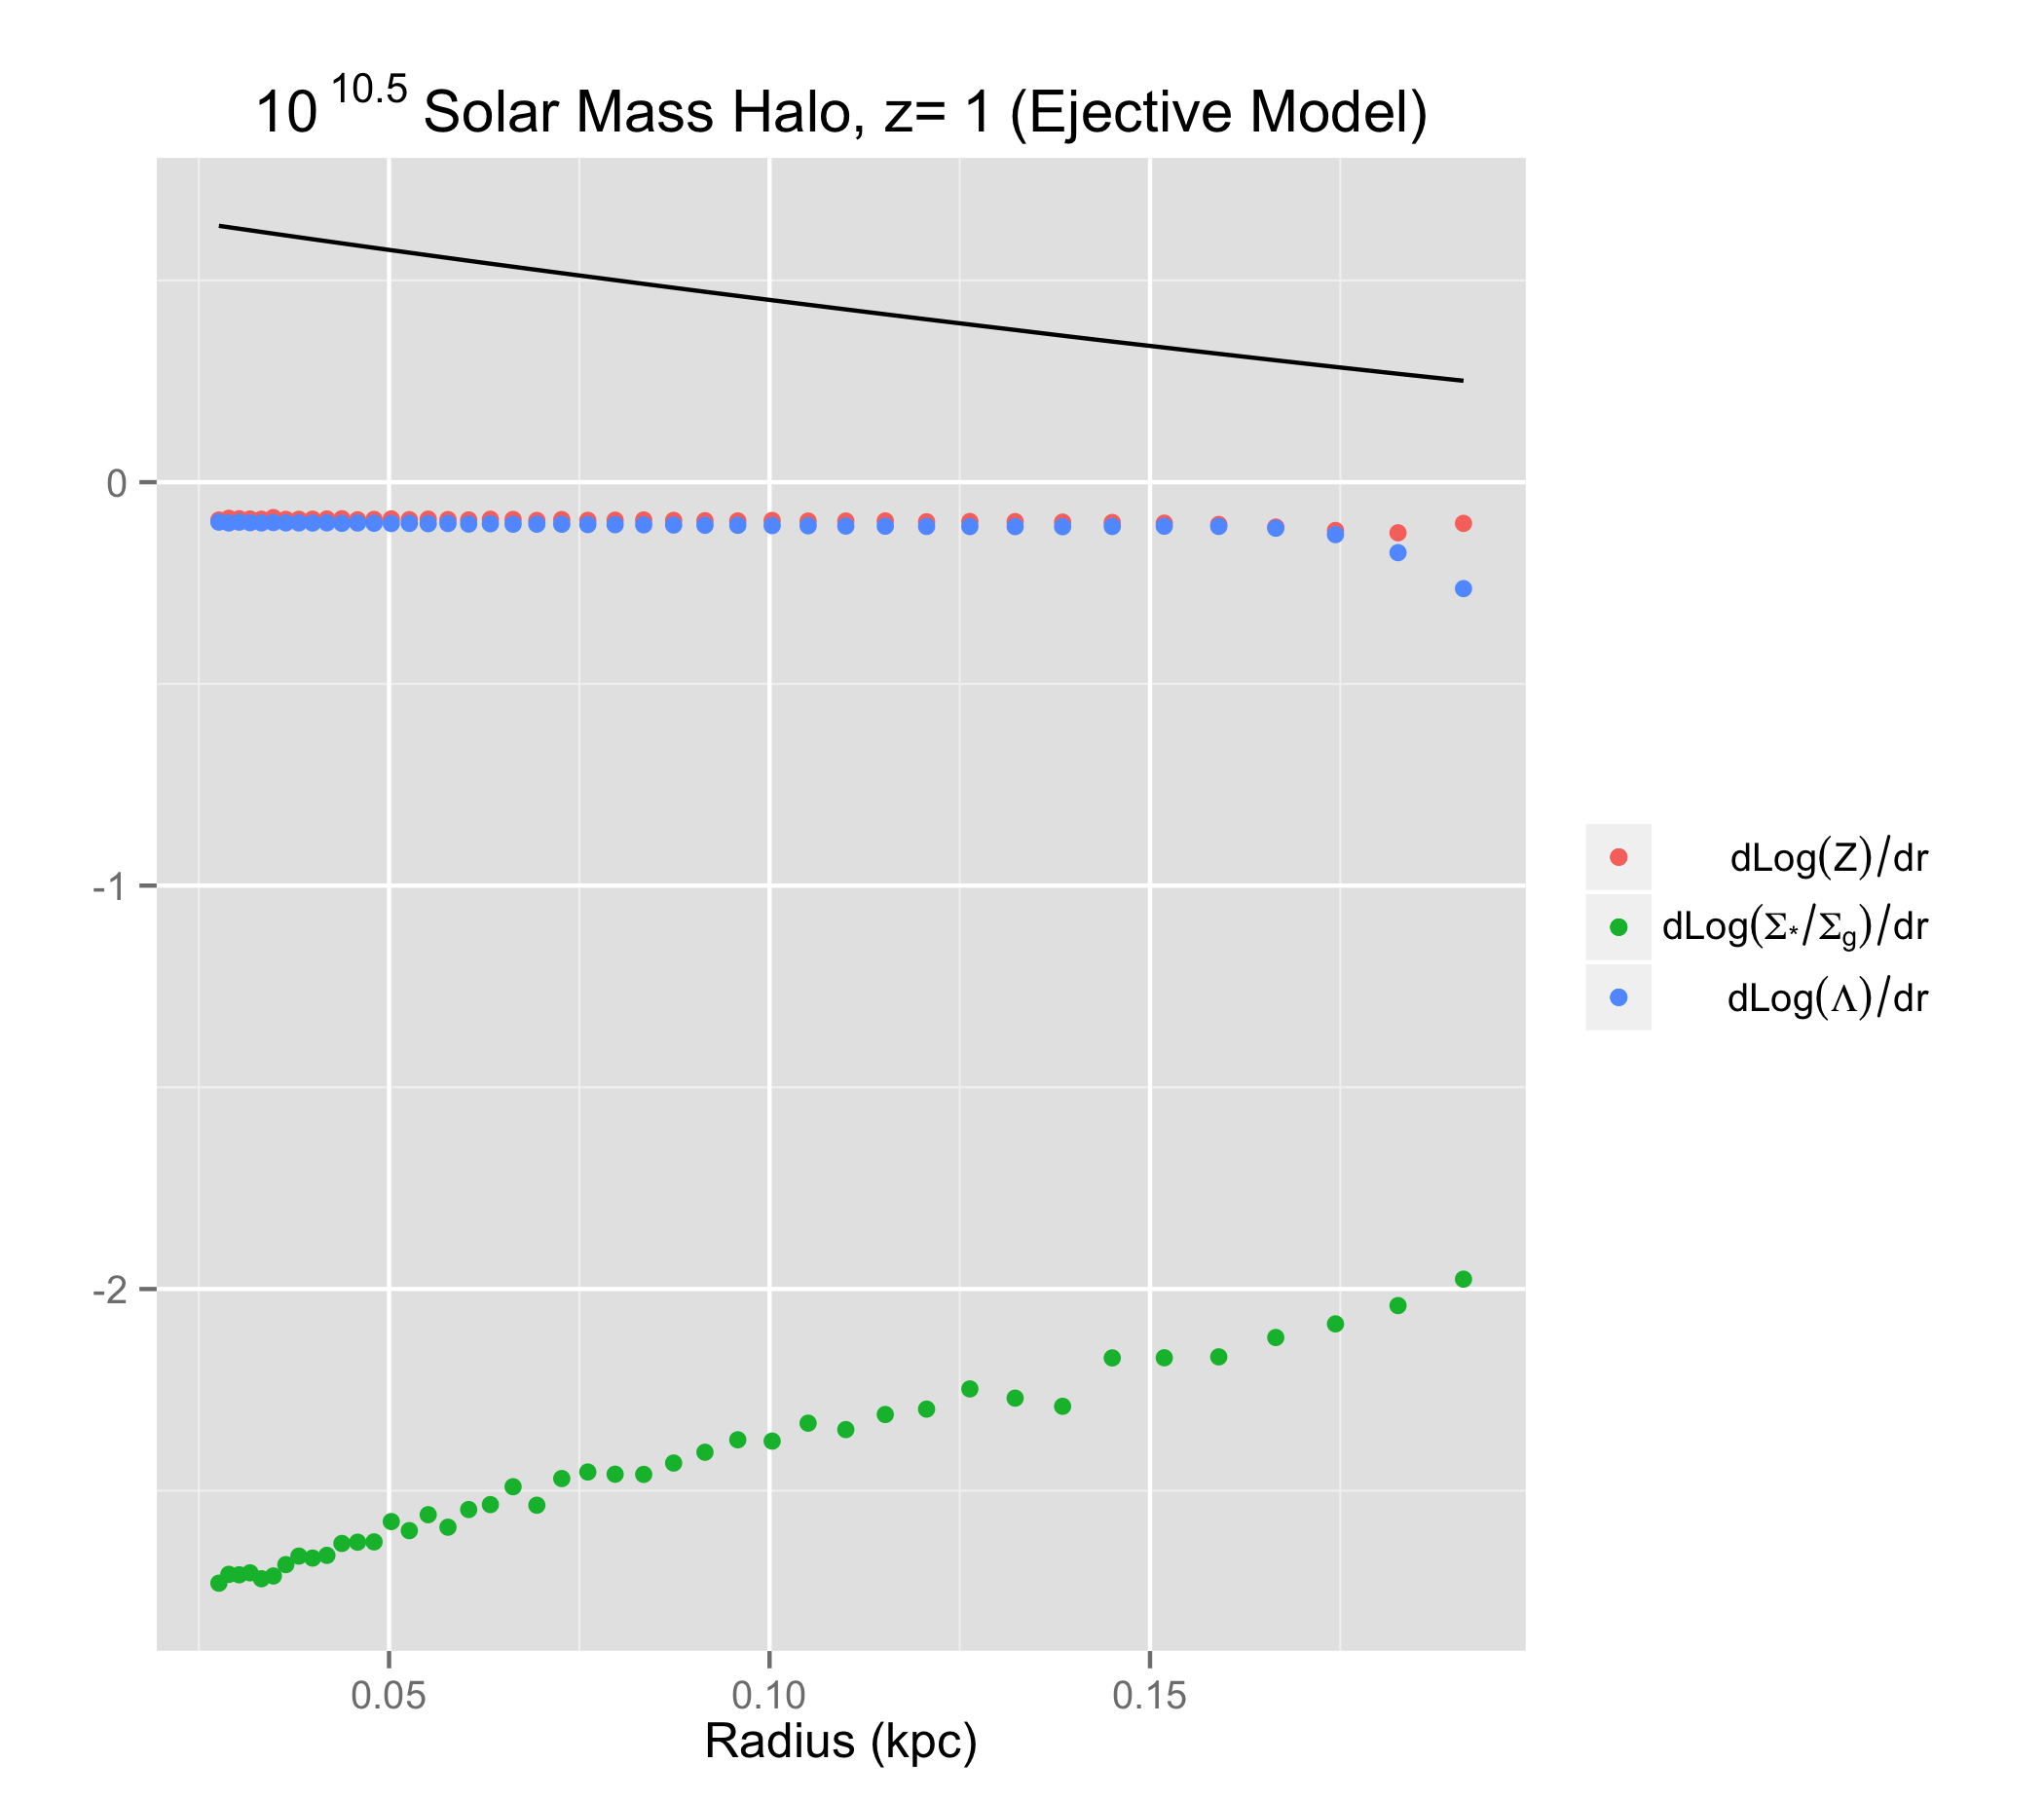 10^10.5 Solar Mass Halo, z= 1 (Ejective Model)
0
-1
-2
0.05 0.10 0.15
Radius (kpc)
dLog(Z)/dr
dLog(Σ*/Σg)/dr
dLog(Λ)/dr